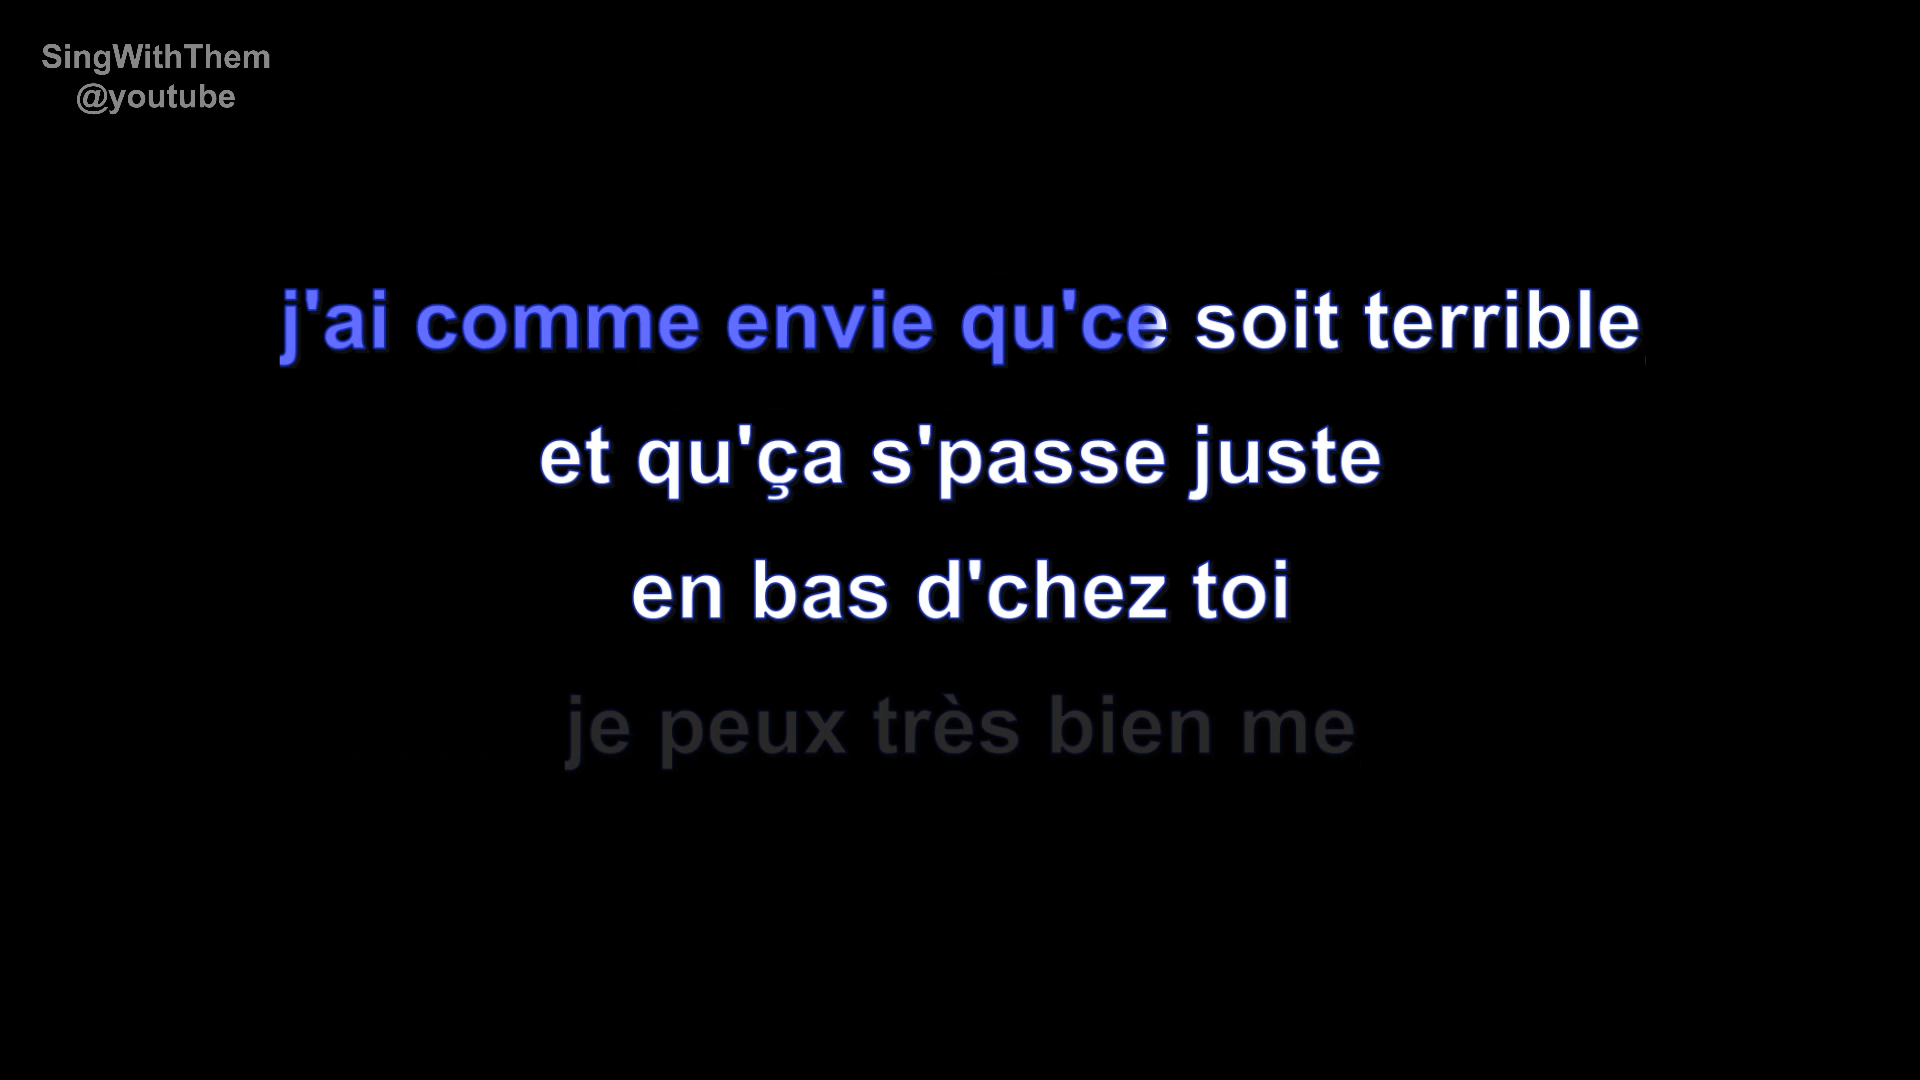 SingWithThem
@youtube
j'ai comme envie qu'ce soit terrible
et qu'ça s'passe juste
en bas d'chez toi
je peux très bien me